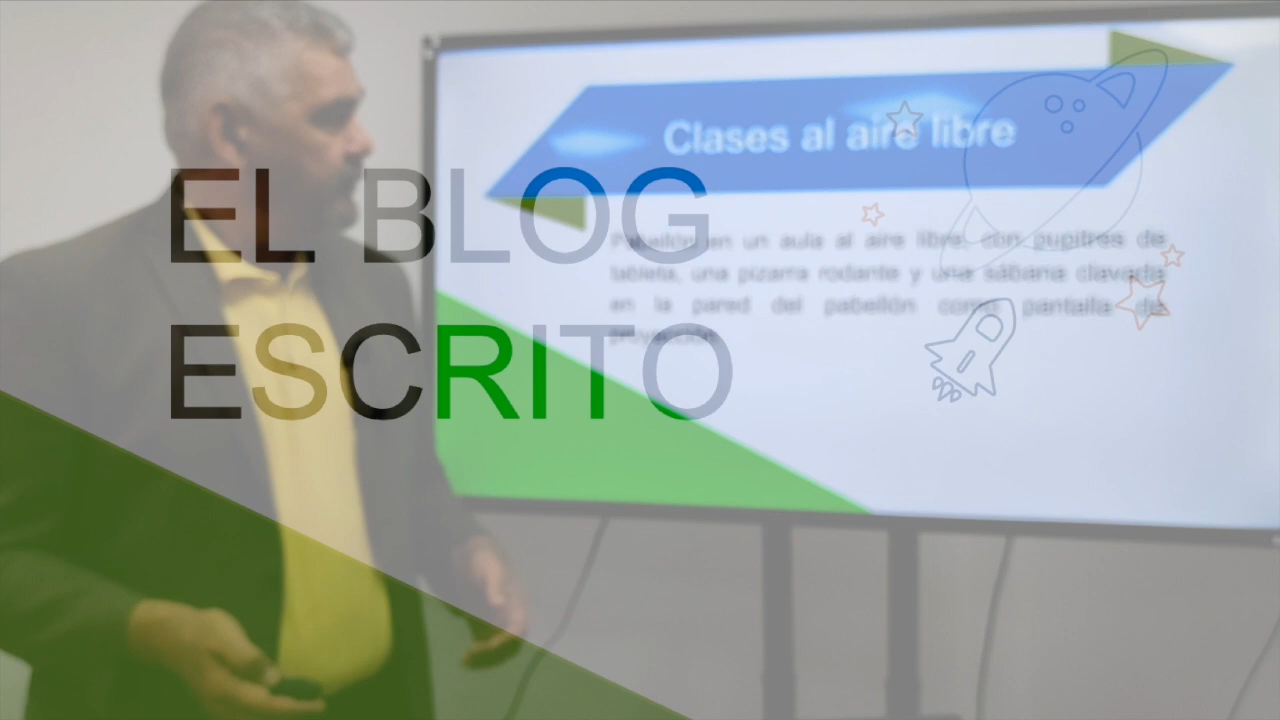 Clases al aire libre
EL BLOG
ESCRITO
Pabellón en un aula al aire libre, con pupitres de
tableta, una pizarra rodante y una sábana clavada
en la pared del pabellón como pantalla de
proyección.